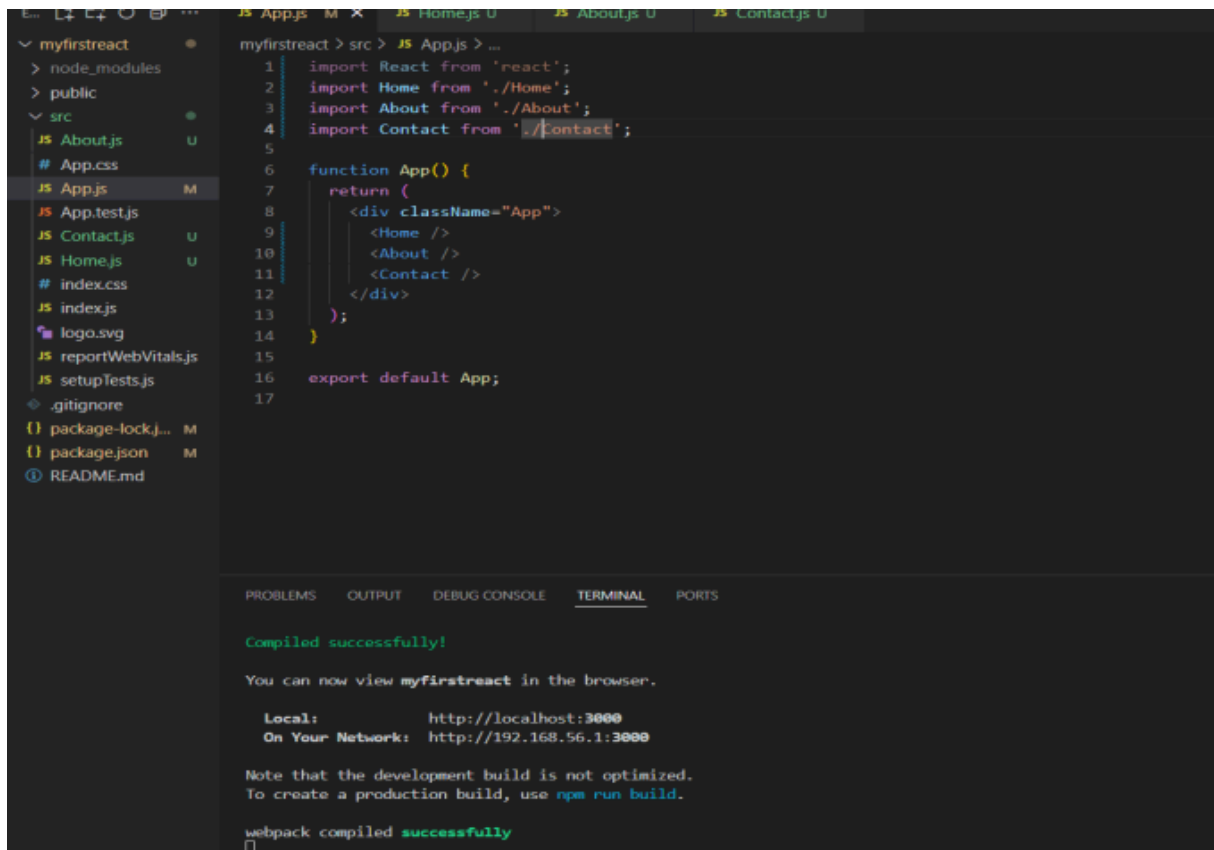 App.js M
Home.js U
About.js U
Contact.js U
myfirstreact
node_modules
public
src
About.js U
App.css
App.js M
App.test.js
Contact.js U
Home.js U
index.css
index.js
logo.svg
reportWebVitals.js
setupTests.js
.gitignore
package-lock.j... M
package.json M
README.md
myfirstreact > src > JS App.js > ...
1 import React from 'react';
2 import Home from './Home';
3 import About from './About';
4 import Contact from './Contact';
5
6 function App() {
7 return (
8 <div className="App">
9 <Home />
10 <About />
11 <Contact />
12 </div>
13 );
14 }
15
16 export default App;
17
PROBLEMS OUTPUT DEBUG CONSOLE TERMINAL PORTS
Compiled successfully!
You can now view myfirstreact in the browser.
Local: http://localhost:3000
On Your Network: http://192.168.56.1:3000
Note that the development build is not optimized.
To create a production build, use npm run build.
webpack compiled successfully